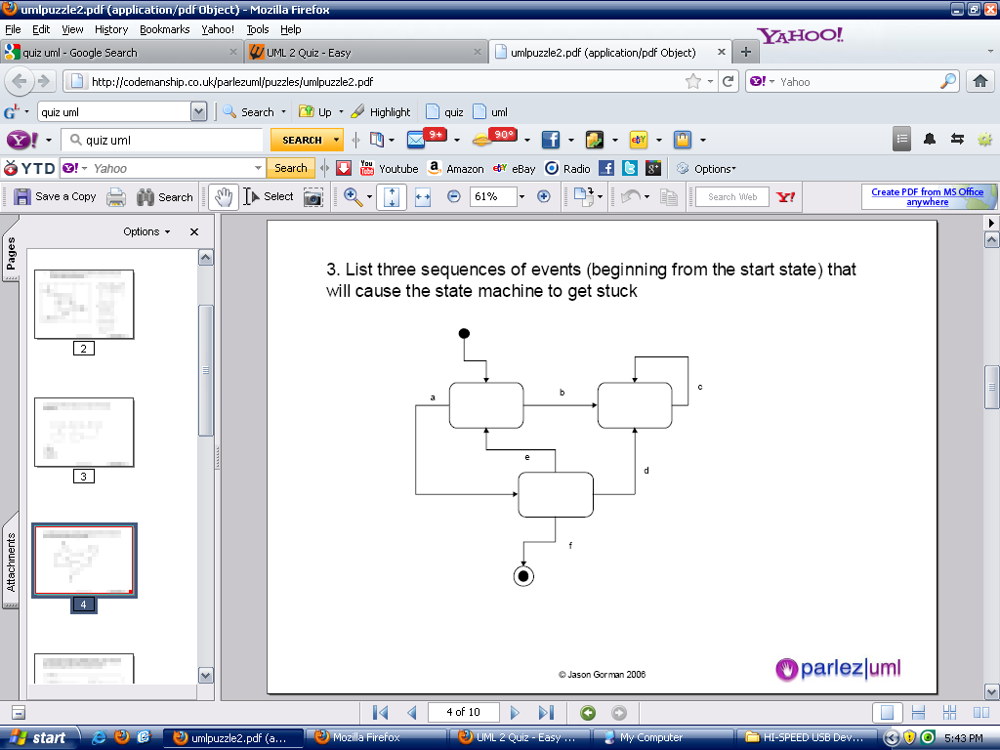 umlpuzzle2.pdf (application/pdf Object) - Mozilla Firefox
File Edit View History Bookmarks Yahoo! Tools Help
YAHOO!
quiz uml - Google Search
UML 2 Quiz - Easy
umlpuzzle2.pdf (application/pdf Object)
http://codemanship.co.uk/parlezuml/puzzles/umlpuzzle2.pdf
Yahoo
quiz uml Search Up Highlight quiz uml
quiz uml SEARCH 9+ 90° ebY
YTD Yahoo Search Youtube Amazon eBay Radio Options
Save a Copy Search Select 61% Search Web Y!
Create PDF from MS Office
anywhere
Pages
Attachments
Options
2
3
4
3. List three sequences of events (beginning from the start state) that
will cause the state machine to get stuck
a
b
c
e
d
f
© Jason Gorman 2006
parlez|uml
4 of 10
start
umlpuzzle2.pdf (a...
Mozilla Firefox
UML 2 Quiz - Easy ...
My Computer
HI-SPEED USB Dev...
5:43 PM